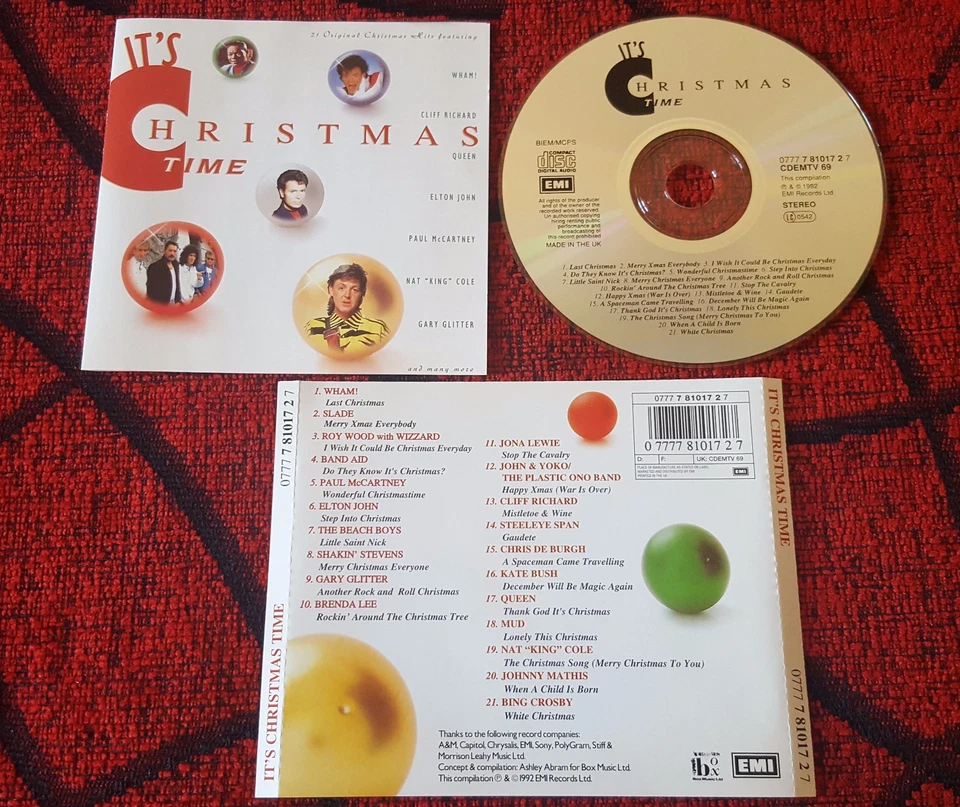 21 Original Christmas Hits featuring
IT'S
CHRISTMAS
TIME
WHAM!
CLIFF RICHARD
QUEEN
ELTON JOHN
PAUL McCARTNEY
NAT "KING" COLE
GARY GLITTER
and many more
IT'S
CHRISTMAS
TIME
BIEM/MCPS
COMPACT
disc
DIGITAL AUDIO
EMI
All rights of the producer
and of the owner of the
recorded work reserved.
Un authorised copying
hiring renting public
performance and
broadcasting of
this record prohibited
MADE IN THE UK
0777 7 81017 2 7
CDEMTV 69
This compilation
℗ & © 1992
EMI Records Ltd.
STEREO
LC 0542
1. Last Christmas 2. Merry Xmas Everybody 3. I Wish It Could Be Christmas Everyday
4. Do They Know It's Christmas? 5. Wonderful Christmastime 6. Step Into Christmas
7. Little Saint Nick 8. Merry Christmas Everyone 9. Another Rock and Roll Christmas
10. Rockin' Around The Christmas Tree 11. Stop The Cavalry
12. Happy Xmas (War Is Over) 13. Mistletoe & Wine 14. Gaudete
15. A Spaceman Came Travelling 16. December Will Be Magic Again
17. Thank God It's Christmas 18. Lonely This Christmas
19. The Christmas Song (Merry Christmas To You)
20. When A Child Is Born
21. White Christmas
0777 7 81017 2 7
IT'S CHRISTMAS TIME
1. WHAM!
Last Christmas
2. SLADE
Merry Xmaz Everybody
3. ROY WOOD with WIZZARD
I Wish It Could Be Christmas Everyday
4. BAND AID
Do They Know It's Christmas?
5. PAUL McCARTNEY
Wonderful Christmastime
6. ELTON JOHN
Step Into Christmas
7. THE BEACH BOYS
Little Saint Nick
8. SHAKIN' STEVENS
Merry Christmas Everyone
9. GARY GLITTER
Another Rock and Roll Christmas
10. BRENDA LEE
Rockin' Around The Christmas Tree
11. JONA LEWIE
Stop The Cavalry
12. JOHN & YOKO/
THE PLASTIC ONO BAND
Happy Xmas (War Is Over)
13. CLIFF RICHARD
Mistletoe & Wine
14. STEELEYE SPAN
Gaudete
15. CHRIS DE BURGH
A Spaceman Came Travelling
16. KATE BUSH
December Will Be Magic Again
17. QUEEN
Thank God It's Christmas
18. MUD
Lonely This Christmas
19. NAT "KING" COLE
The Christmas Song (Merry Christmas To You)
20. JOHNNY MATHIS
When A Child Is Born
21. BING CROSBY
White Christmas
Thanks to the following record companies:
A&M, Capitol, Chrysalis, EMI, Sony, PolyGram, Stiff &
Morrison Leahy Music Ltd.
Concept & compilation: Ashley Abram for Box Music Ltd.
This compilation ℗ & © 1992 EMI Records Ltd.
0777 7 81017 2 7
0 77777 81017 2 7
D: F: UK: CDEMTV 69
EMI
box
EMI
IT'S CHRISTMAS TIME
0777 7 81017 2 7